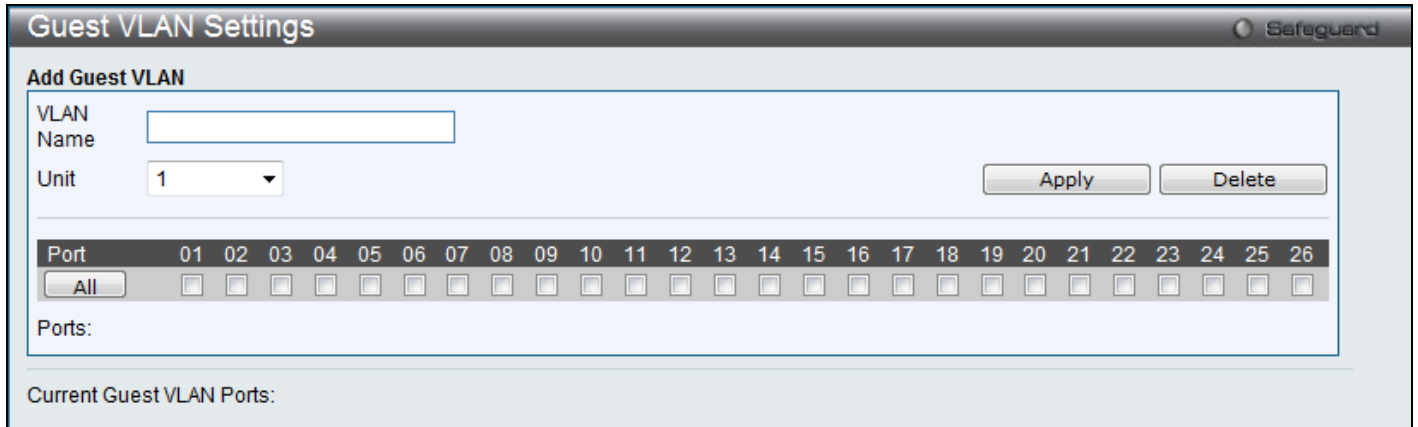 Guest VLAN Settings Safeguard
Add Guest VLAN
VLAN
Name
Unit 1 Apply Delete
Port 01 02 03 04 05 06 07 08 09 10 11 12 13 14 15 16 17 18 19 20 21 22 23 24 25 26
All
Ports:
Current Guest VLAN Ports: